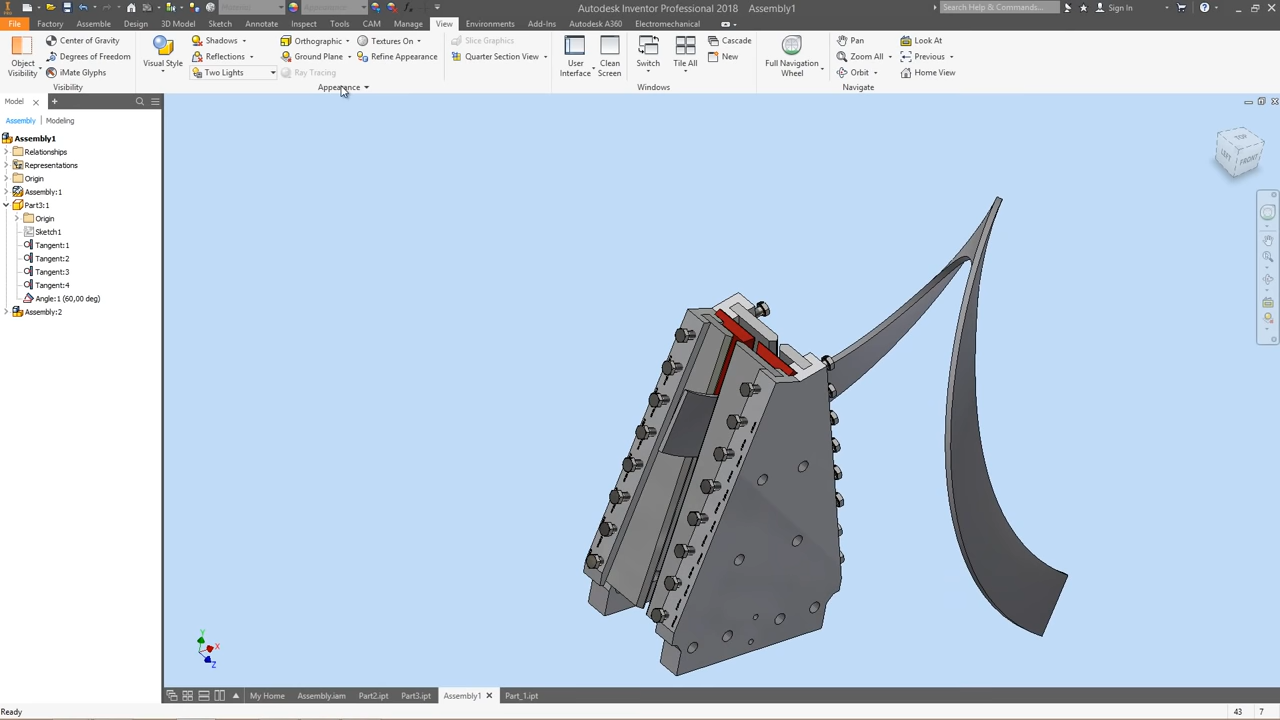 Autodesk Inventor Professional 2018 Assembly1
Search Help & Commands...
Sign In
File
Factory
Assemble
Design
3D Model
Sketch
Annotate
Inspect
Tools
CAM
Manage
View
Environments
Add-Ins
Autodesk A360
Electromechanical
Object
Visibility
Center of Gravity
Degrees of Freedom
iMate Glyphs
Visibility
Visual Style
Shadows
Reflections
Two Lights
Orthographic
Ground Plane
Ray Tracing
Textures On
Refine Appearance
Appearance
Slice Graphics
Quarter Section View
User
Interface
Clean
Screen
Switch
Tile All
Cascade
New
Windows
Full Navigation
Wheel
Pan
Zoom All
Orbit
Look At
Previous
Home View
Navigate
Model
Assembly | Modeling
Assembly1
Relationships
Representations
Origin
Assembly:1
Part3:1
Origin
Sketch1
Tangent:1
Tangent:2
Tangent:3
Tangent:4
Angle:1 (60,00 deg)
Assembly:2
TOP
LEFT
FRONT
Y
X
Z
My Home
Assembly.iam
Part2.ipt
Part3.ipt
Assembly1
Part_1.ipt
Ready
43
7